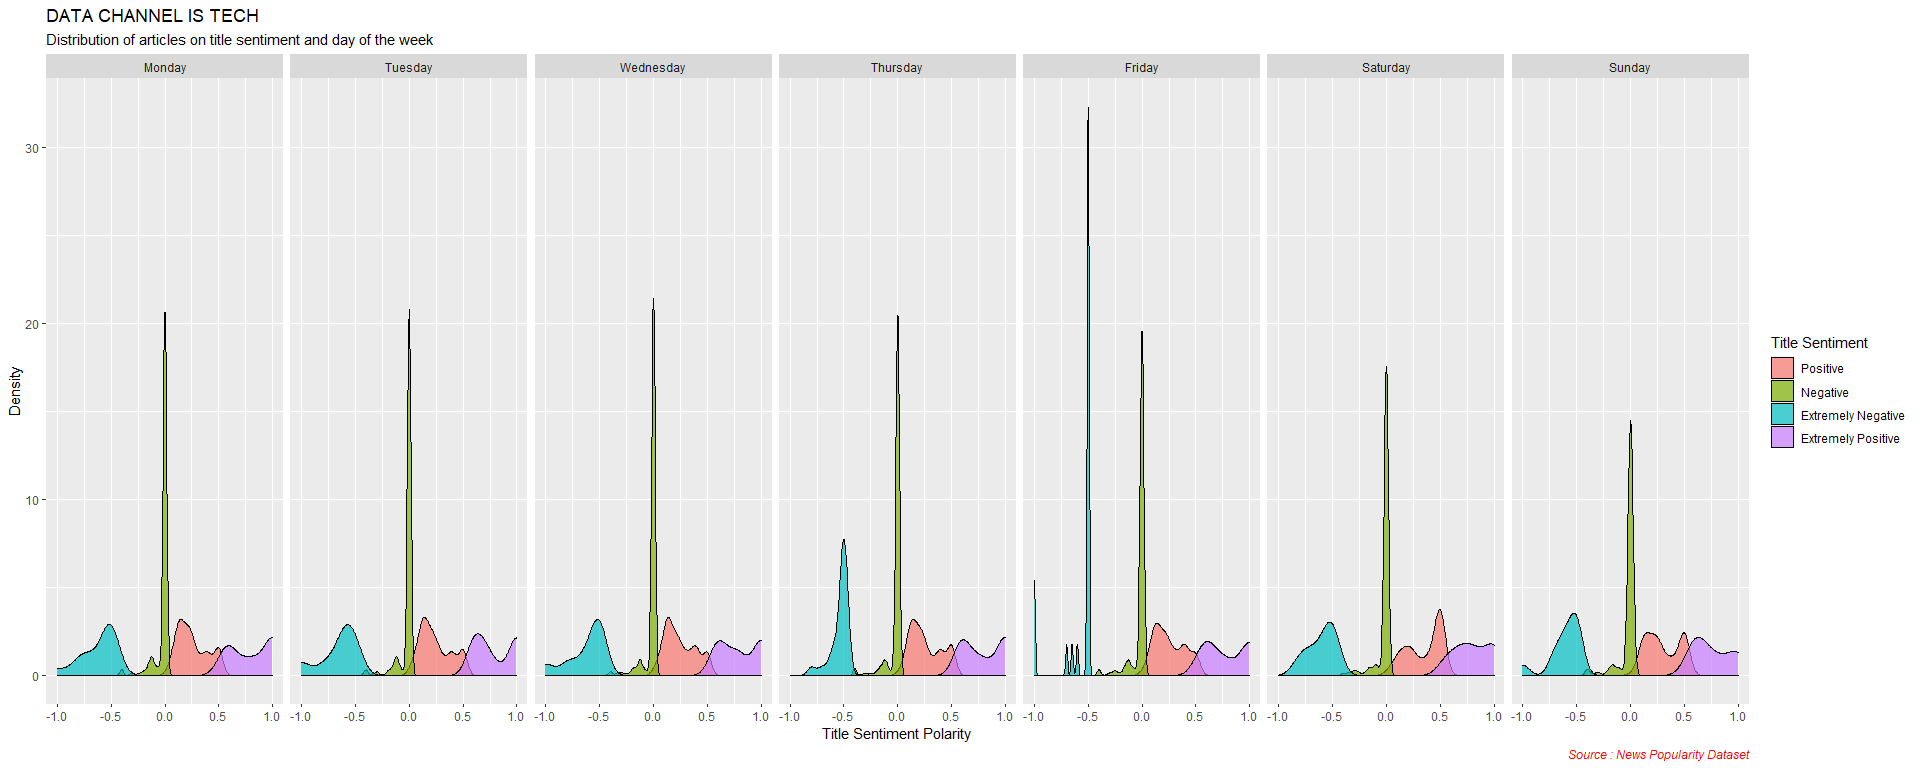 DATA CHANNEL IS TECH
Distribution of articles on title sentiment and day of the week
Monday Tuesday Wednesday Thursday Friday Saturday Sunday
30
20
10
0
Density
-1.0 -0.5 0.0 0.5 1.0 -1.0 -0.5 0.0 0.5 1.0 -1.0 -0.5 0.0 0.5 1.0 -1.0 -0.5 0.0 0.5 1.0 -1.0 -0.5 0.0 0.5 1.0 -1.0 -0.5 0.0 0.5 1.0 -1.0 -0.5 0.0 0.5 1.0
Title Sentiment Polarity
Title Sentiment
Positive
Negative
Extremely Negative
Extremely Positive
Source : News Popularity Dataset